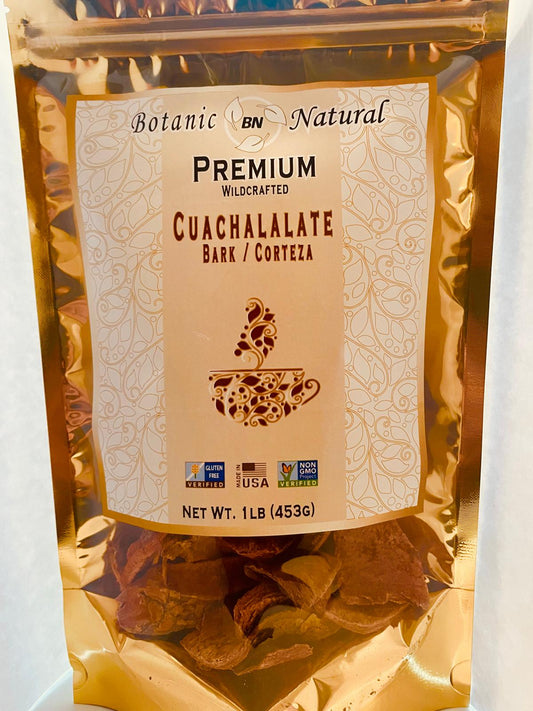 Botanic BN Natural
PREMIUM
WILDCRAFTED
CUACHALALATE
BARK / CORTEZA
GLUTEN
FREE
VERIFIED
MADE IN
USA
NON
GMO
Project
VERIFIED
NET WT. 1LB (453G)